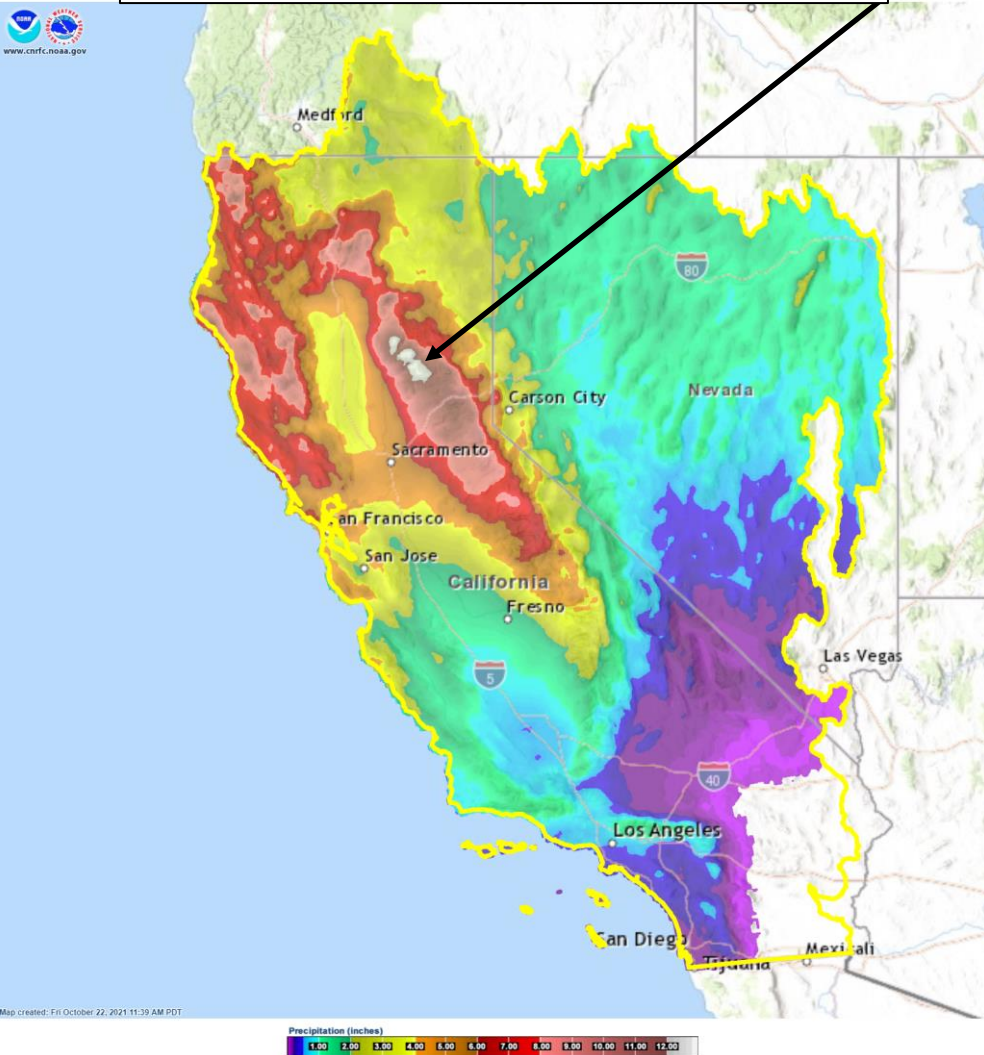 NOAA
www.cnrfc.noaa.gov
Medford
80
Nevada
Carson City
Sacramento
an Francisco
San Jose
California
Fresno
5
Las Vegas
40
Los Angeles
San Diego
Mexicali
Tijuana
Map created: Fri October 22, 2021 11:39 AM PDT
Precipitation (inches)
1.00 2.00 3.00 4.00 5.00 6.00 7.00 8.00 9.00 10.00 11.00 12.00